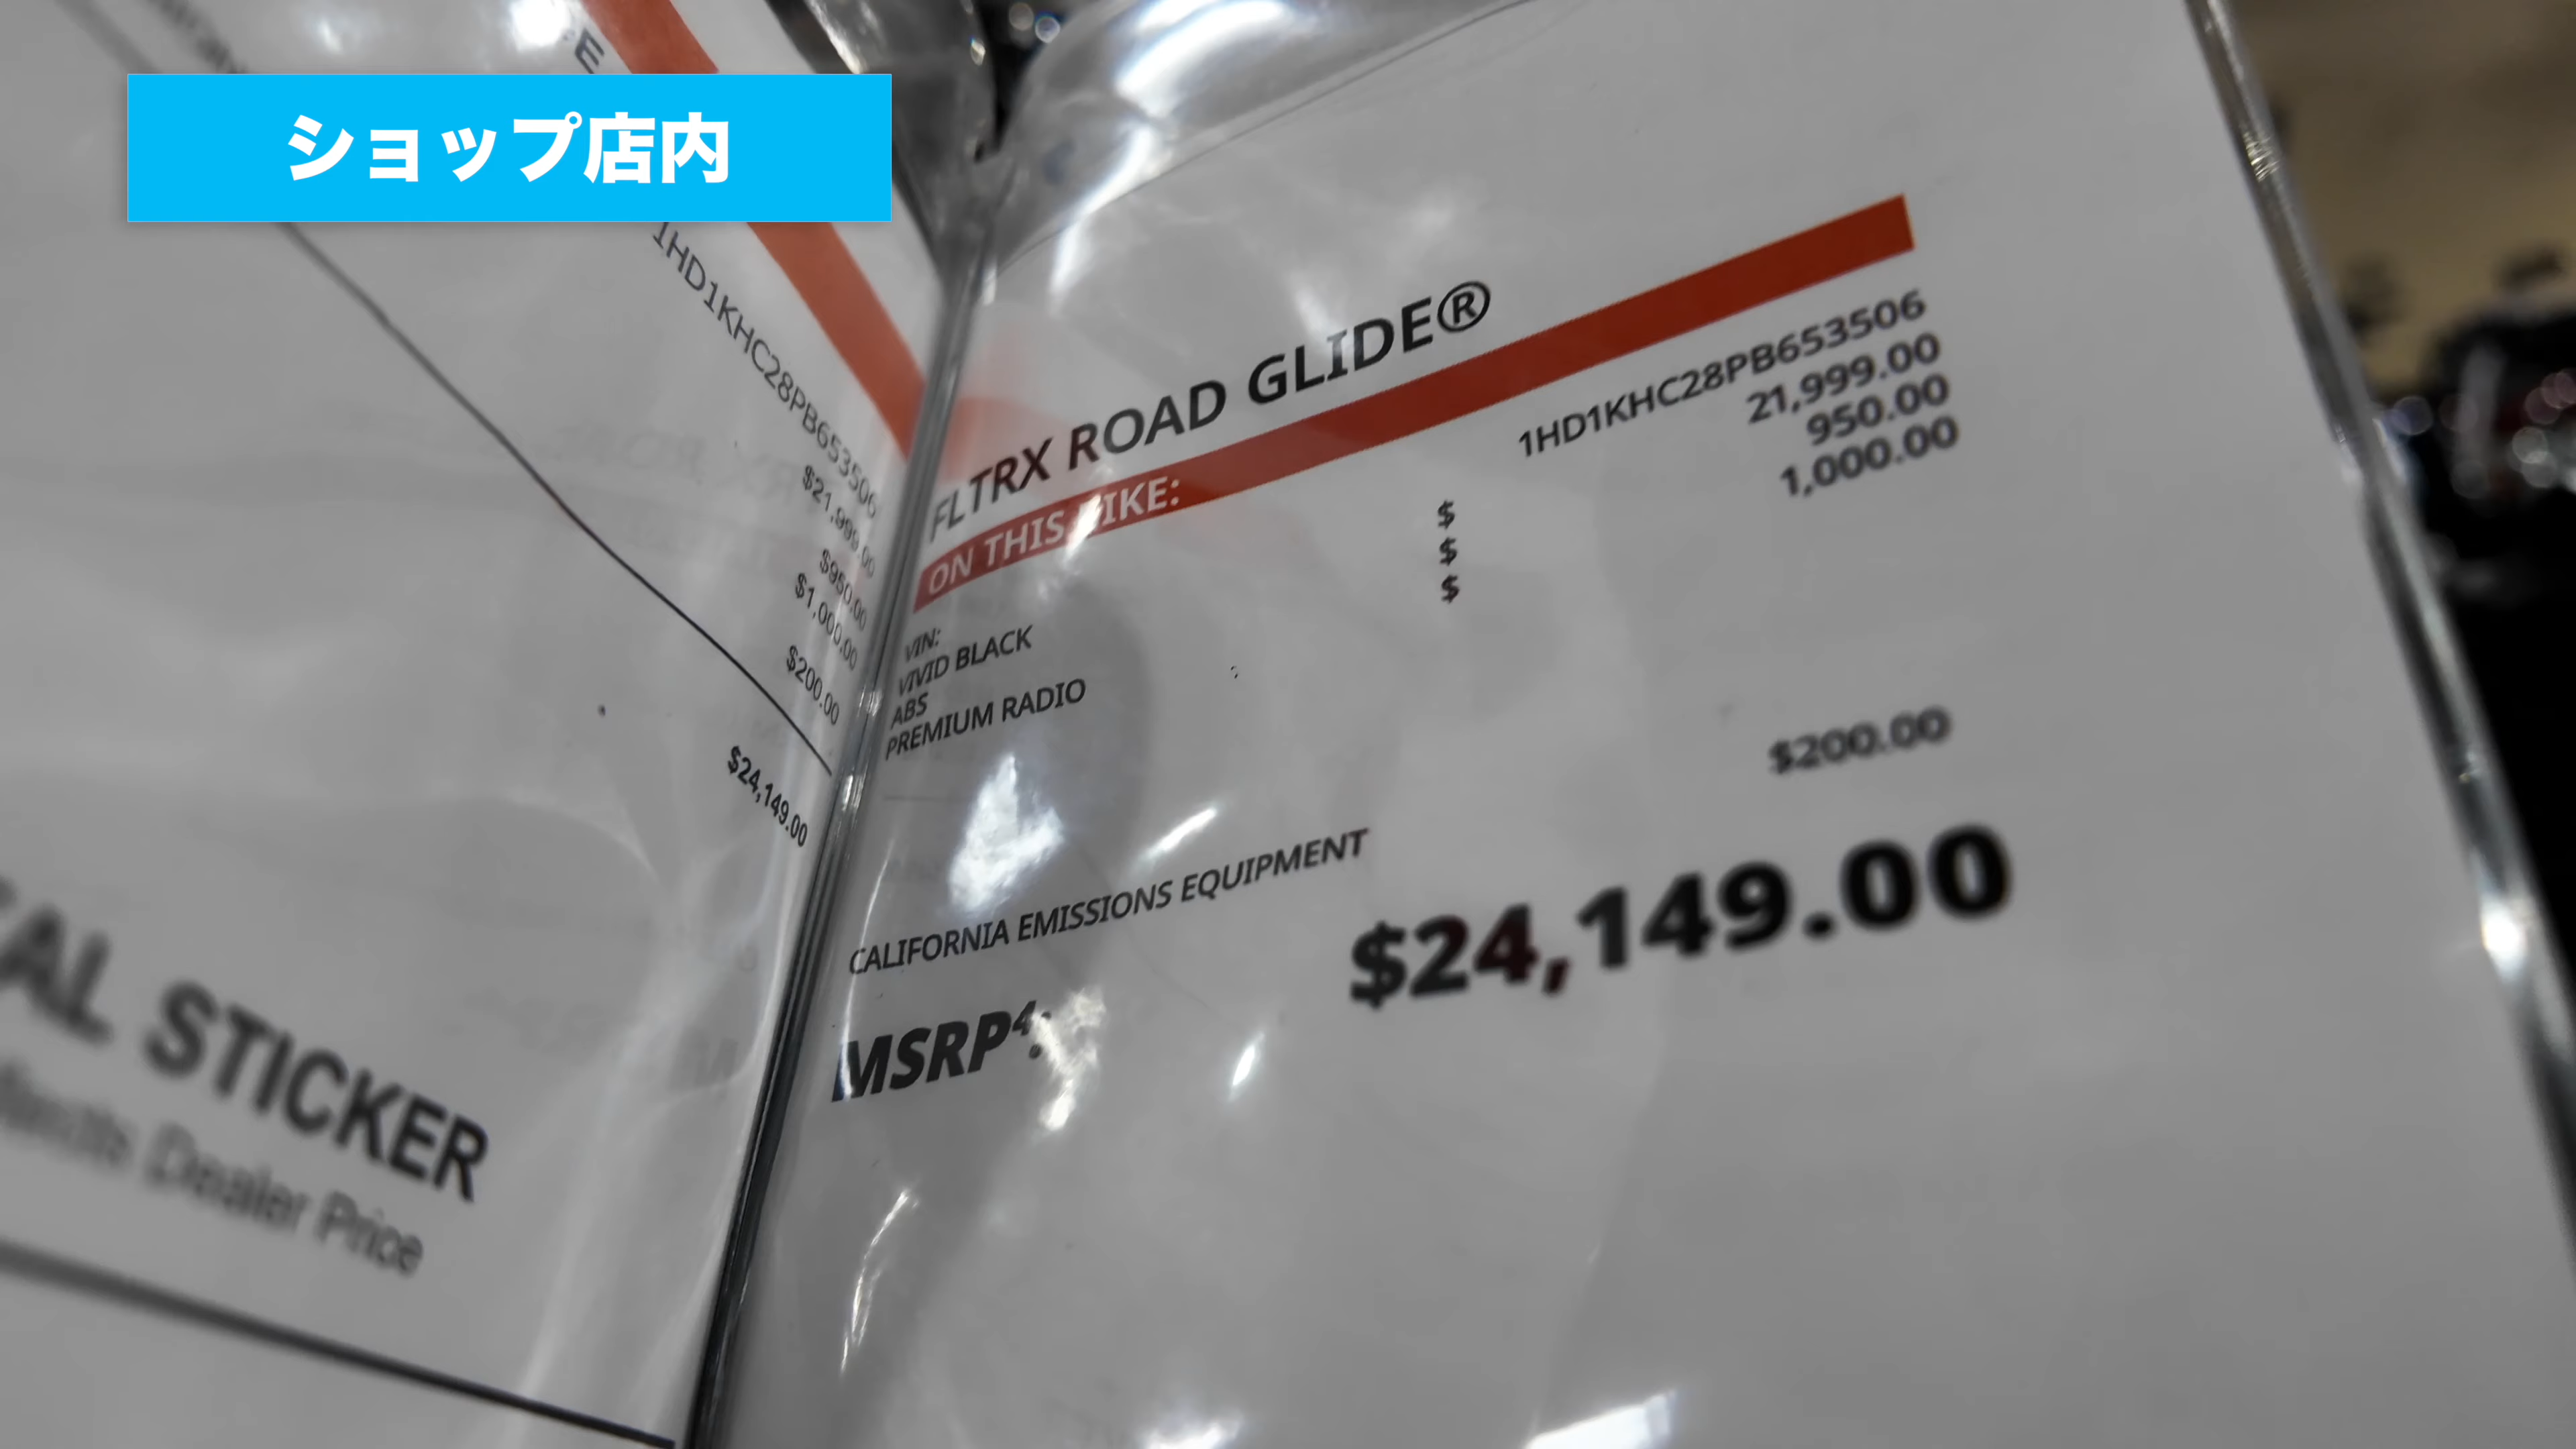 ショップ店内
1HD1KHC28PB653506
$21,999.00
$950.00
$1,000.00
$200.00
$24,149.00
STICKER
Dealer Price
FLTRX ROAD GLIDE®
ON THIS BIKE:
VIN: 1HD1KHC28PB653506
VIVID BLACK $ 21,999.00
ABS $ 950.00
PREMIUM RADIO $ 1,000.00
CALIFORNIA EMISSIONS EQUIPMENT $200.00
MSRP⁴: $24,149.00